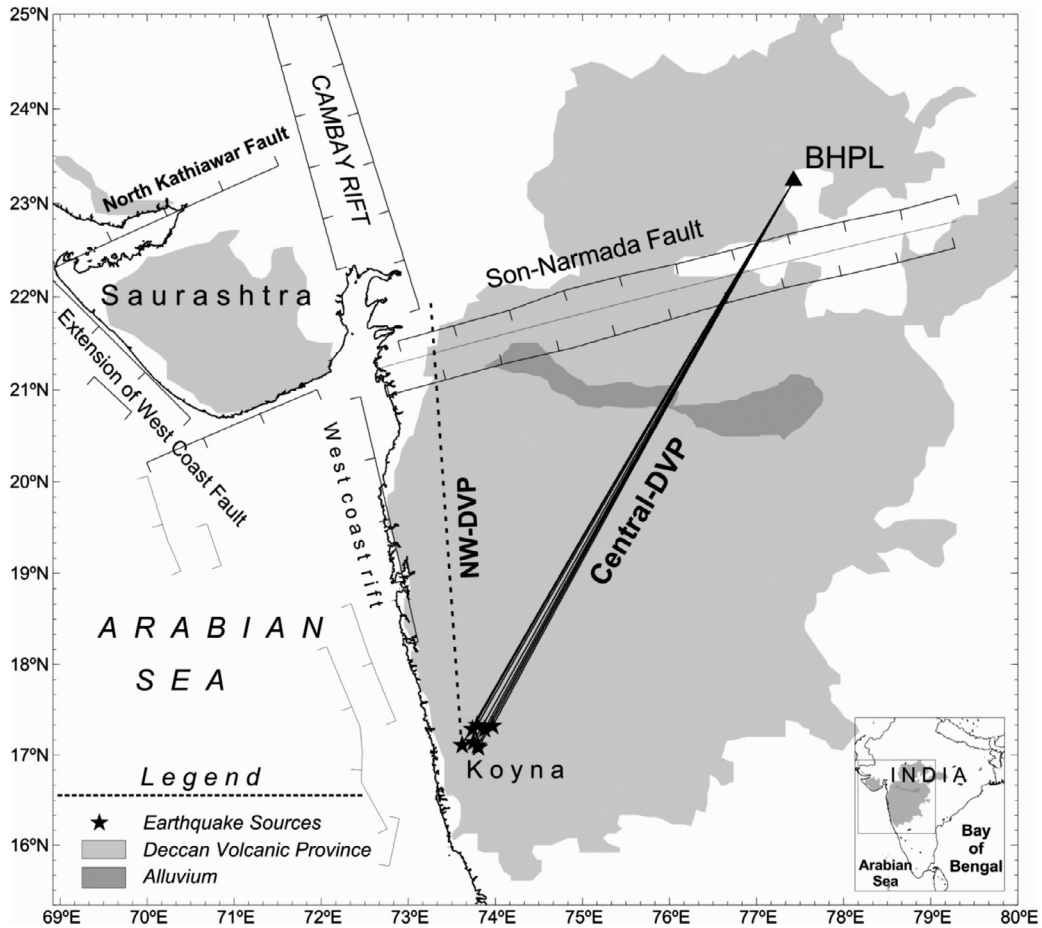 25ºN
24ºN
23ºN
22ºN
21ºN
20ºN
19ºN
18ºN
17ºN
16ºN
69ºE
70ºE
71ºE
72ºE
73ºE
74ºE
75ºE
76ºE
77ºE
78ºE
79ºE
80ºE
CAMBAY RIFT
North Kathiawar Fault
BHPL
Son-Narmada Fault
Saurashtra
Extension of West Coast Fault
West coast rift
NW-DVP
Central-DVP
ARABIAN
SEA
Koyna
Legend
Earthquake Sources
Deccan Volcanic Province
Alluvium
INDIA
Bay
of
Bengal
Arabian
Sea